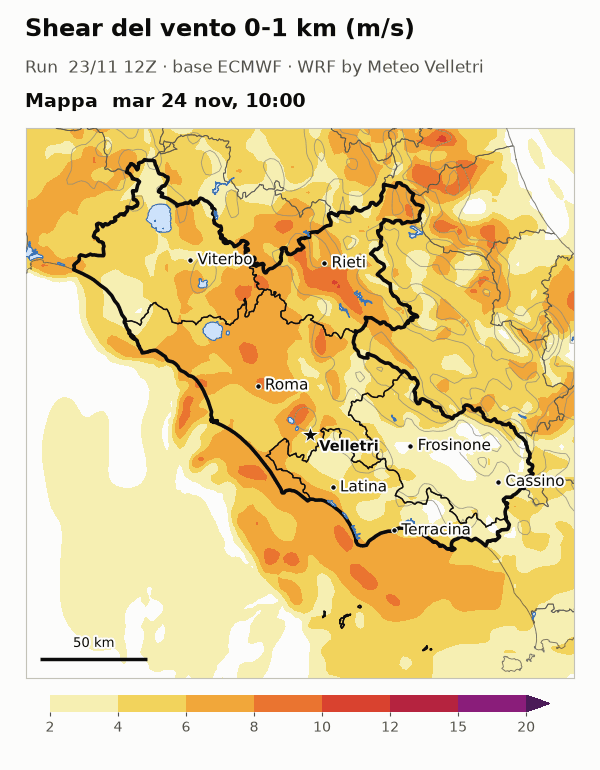 Shear del vento 0-1 km (m/s)
Run  23/11 12Z · base ECMWF · WRF by Meteo Velletri
Mappa  mar 24 nov, 10:00
Viterbo
Rieti
Roma
Velletri
Frosinone
Latina
Cassino
Terracina
50 km
2 4 6 8 10 12 15 20